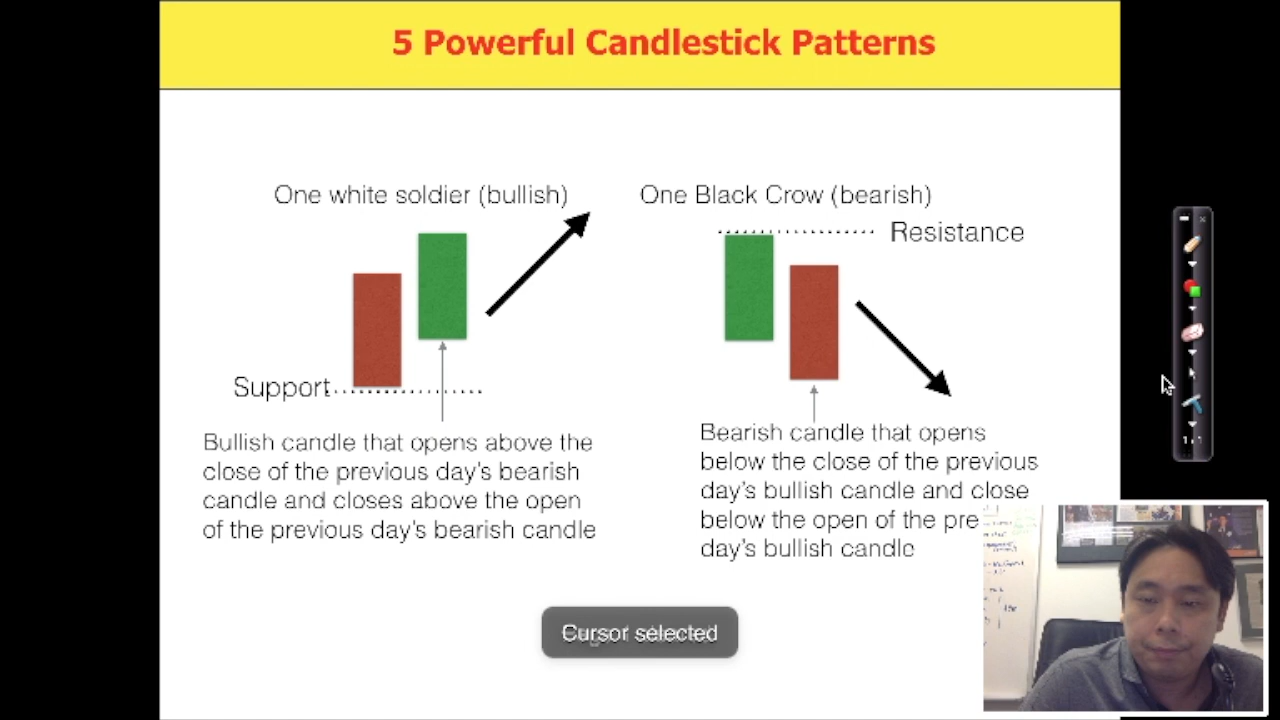 5 Powerful Candlestick Patterns
One white soldier (bullish)
One Black Crow (bearish)
Resistance
Support
Bullish candle that opens above the
close of the previous day's bearish
candle and closes above the open
of the previous day's bearish candle
Bearish candle that opens
below the close of the previous
day's bullish candle and close
below the open of the pre
day's bullish candle
Cursor selected